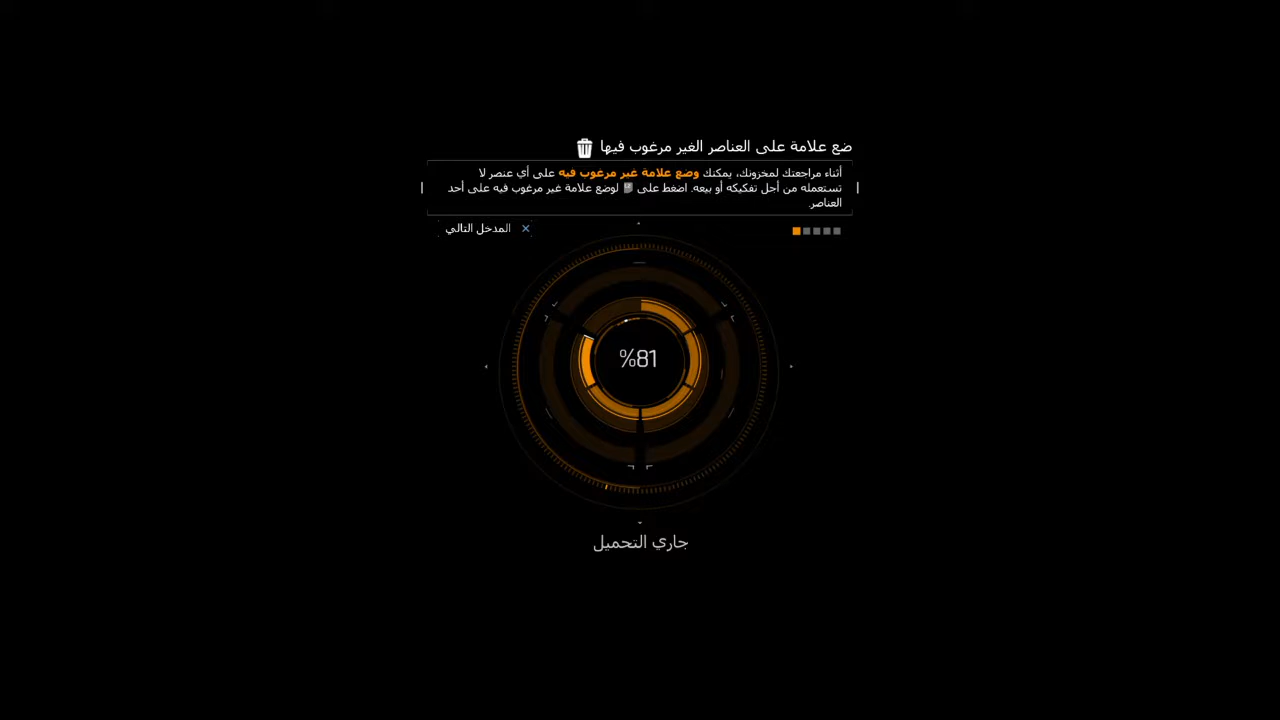 ضع علامة على العناصر الغير مرغوب فيها
أثناء مراجعتك لمخزونك، يمكنك وضع علامة غير مرغوب فيه على أي عنصر لا
تستعمله من أجل تفكيكه أو بيعه. اضغط على لوضع علامة غير مرغوب فيه على أحد
العناصر.
المدخل التالي
%81
جاري التحميل